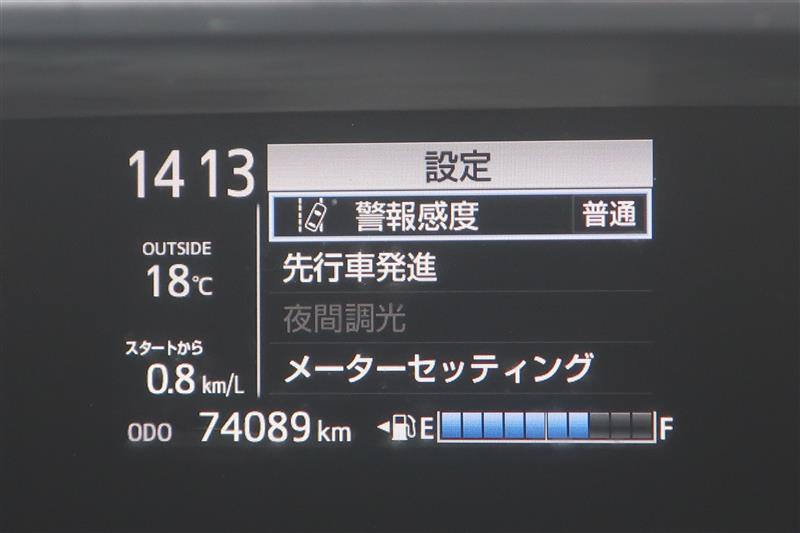 14 13
設定
警報感度 普通
OUTSIDE
18℃
先行車発進
夜間調光
スタートから
0.8 km/L
メーターセッティング
ODO 74089 km
E F